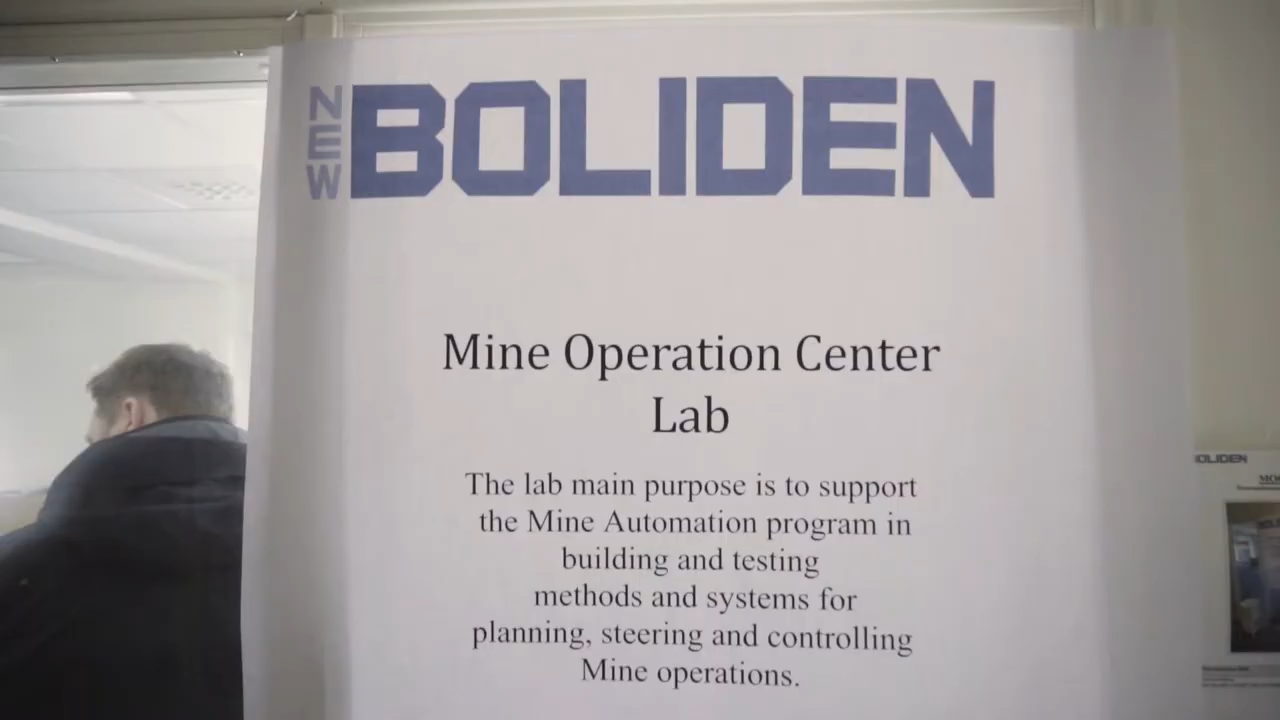 NEW BOLIDEN
Mine Operation Center
Lab
The lab main purpose is to support
the Mine Automation program in
building and testing
methods and systems for
planning, steering and controlling
Mine operations.
BOLIDEN